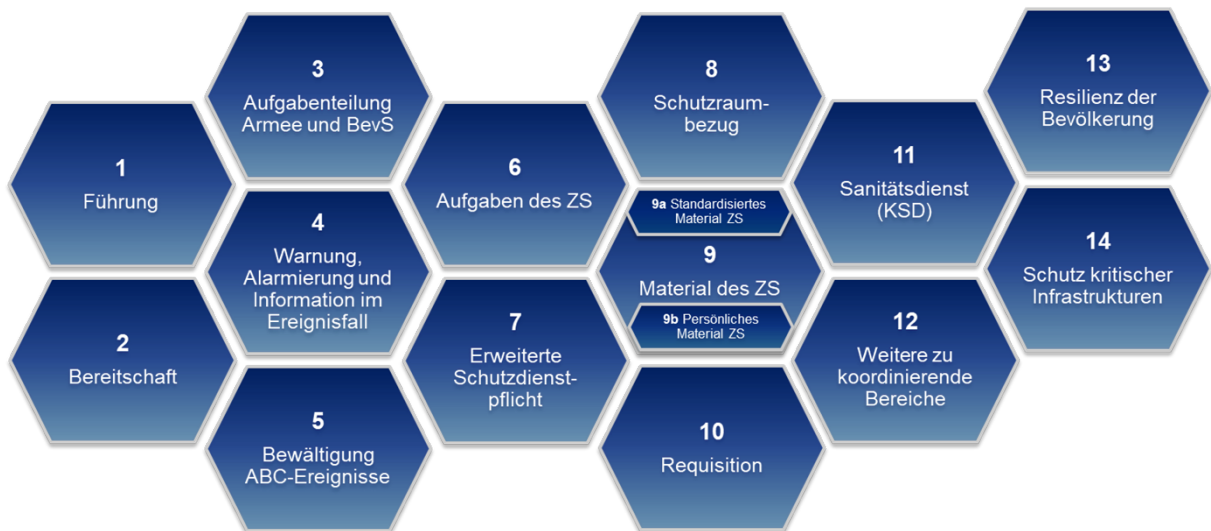 1
Führung
2
Bereitschaft
3
Aufgabenteilung
Armee und BevS
4
Warnung,
Alarmierung und
Information im
Ereignisfall
5
Bewältigung
ABC-Ereignisse
6
Aufgaben des ZS
7
Erweiterte
Schutzdienst-
pflicht
8
Schutzraum-
bezug
9a Standardisiertes
Material ZS
9
Material des ZS
9b Persönliches
Material ZS
10
Requisition
11
Sanitätsdienst
(KSD)
12
Weitere zu
koordinierende
Bereiche
13
Resilienz der
Bevölkerung
14
Schutz kritischer
Infrastrukturen